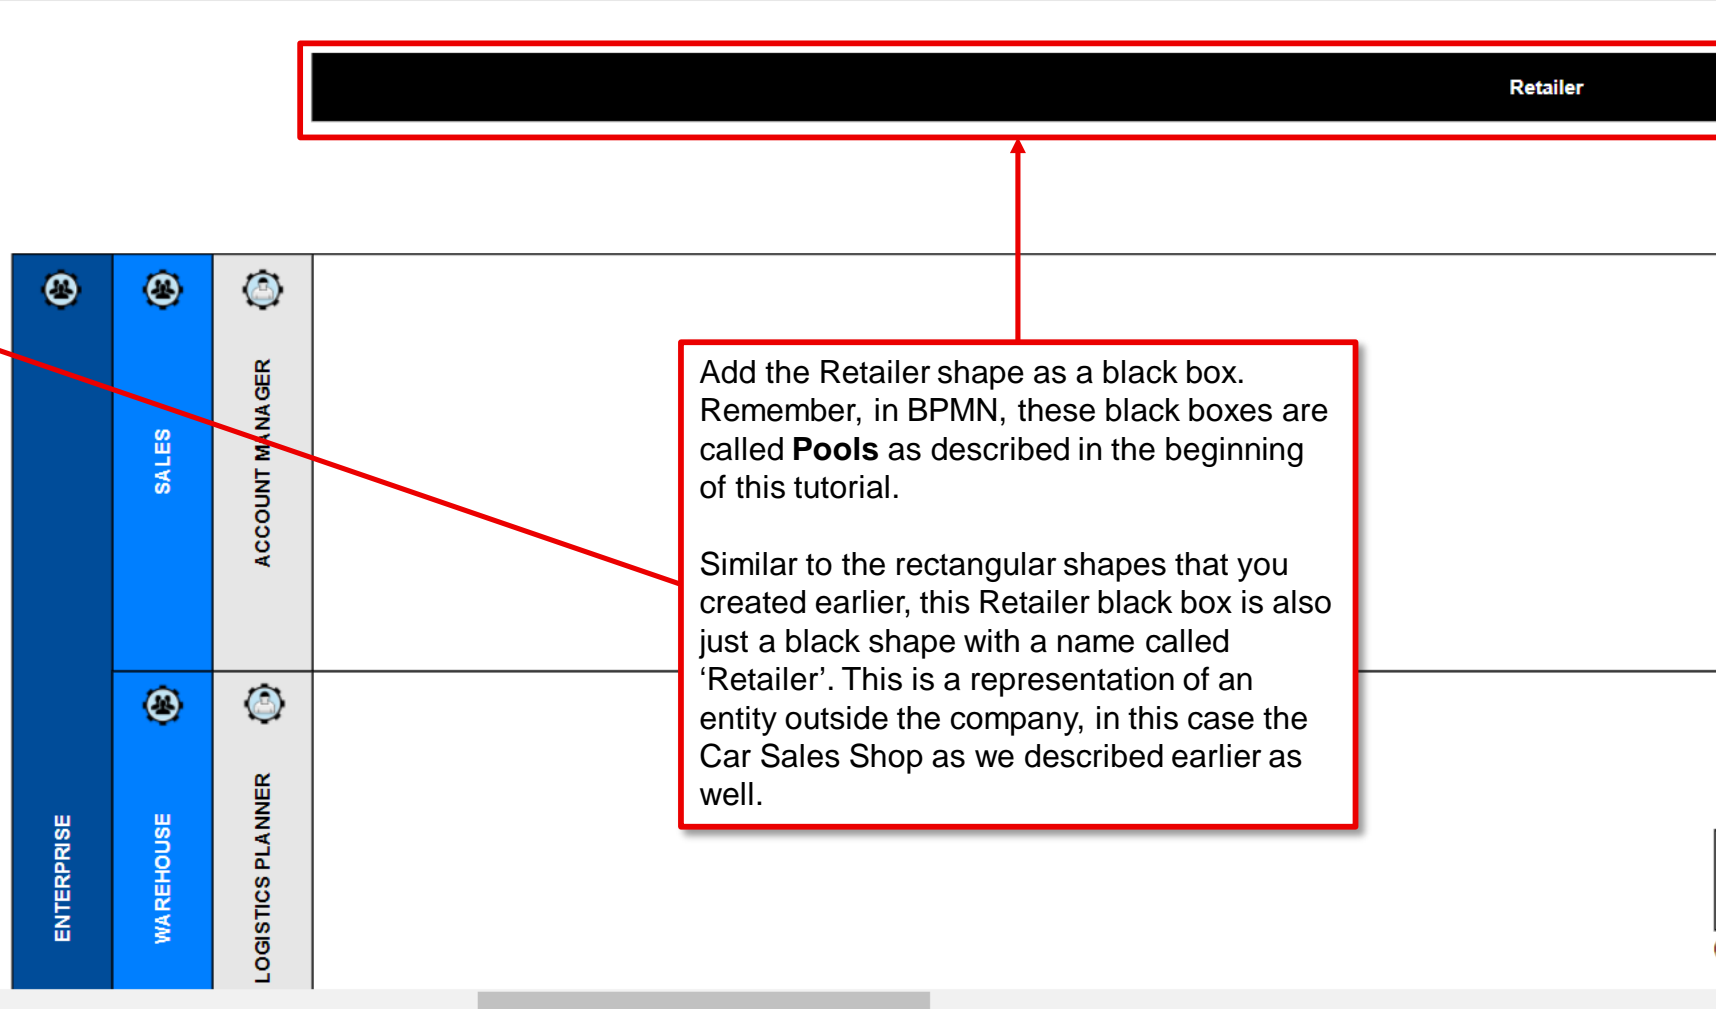 Retailer
ENTERPRISE
SALES
ACCOUNT MANAGER
WAREHOUSE
LOGISTICS PLANNER
Add the Retailer shape as a black box.
Remember, in BPMN, these black boxes are
called Pools as described in the beginning
of this tutorial.
Similar to the rectangular shapes that you
created earlier, this Retailer black box is also
just a black shape with a name called
‘Retailer’. This is a representation of an
entity outside the company, in this case the
Car Sales Shop as we described earlier as
well.